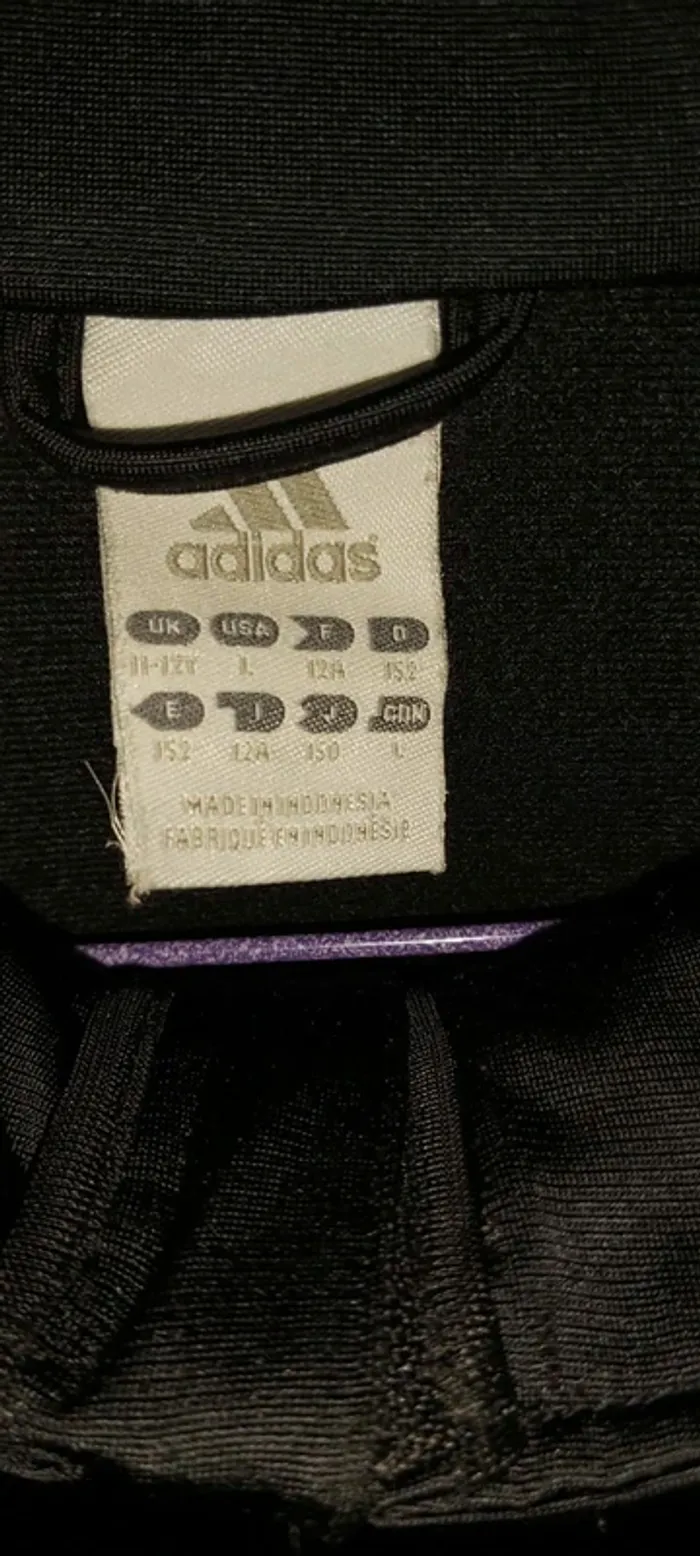 adidas
UK USA F D
11-12Y L 12A 152
E I J CDN
152 12A 150 L
MADE IN INDONESIA
FABRIQUÉ EN INDONÉSIE